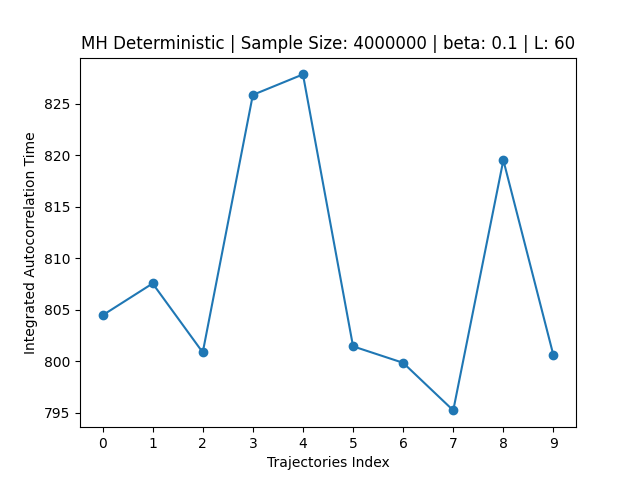 MH Deterministic | Sample Size: 4000000 | beta: 0.1 | L: 60
Integrated Autocorrelation Time
825
820
815
810
805
800
795
0 1 2 3 4 5 6 7 8 9
Trajectories Index